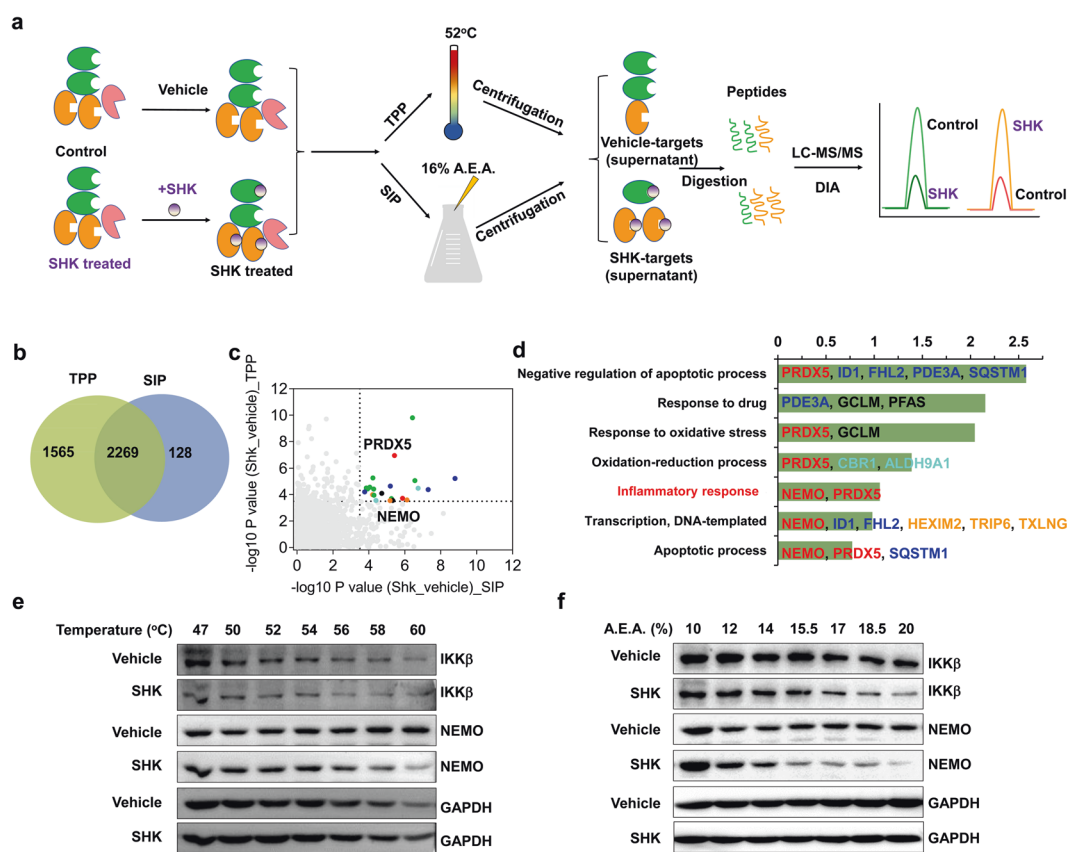 a
Vehicle
Control
+SHK
SHK treated
SHK treated
TPP
SIP
52°C
16% A.E.A.
Centrifugation
Centrifugation
Vehicle-targets
(supernatant)
SHK-targets
(supernatant)
Peptides
Digestion
LC-MS/MS
DIA
Control
SHK
SHK
Control
b
TPP
SIP
1565
2269
128
c
-log10 P value (Shk_vehicle)_TPP
12
10
8
6
4
2
0
PRDX5
NEMO
0 2 4 6 8 10 12
-log10 P value (Shk_vehicle)_SIP
d
0 0.5 1 1.5 2 2.5
Negative regulation of apoptotic process PRDX5, ID1, FHL2, PDE3A, SQSTM1
Response to drug PDE3A, GCLM, PFAS
Response to oxidative stress PRDX5, GCLM
Oxidation-reduction process PRDX5, CBR1, ALDH9A1
Inflammatory response NEMO, PRDX5
Transcription, DNA-templated NEMO, ID1, FHL2, HEXIM2, TRIP6, TXLNG
Apoptotic process NEMO, PRDX5, SQSTM1
e
Temperature (°C) 47 50 52 54 56 58 60
Vehicle IKKβ
SHK IKKβ
Vehicle NEMO
SHK NEMO
Vehicle GAPDH
SHK GAPDH
f
A.E.A. (%) 10 12 14 15.5 17 18.5 20
Vehicle IKKβ
SHK IKKβ
Vehicle NEMO
SHK NEMO
Vehicle GAPDH
SHK GAPDH